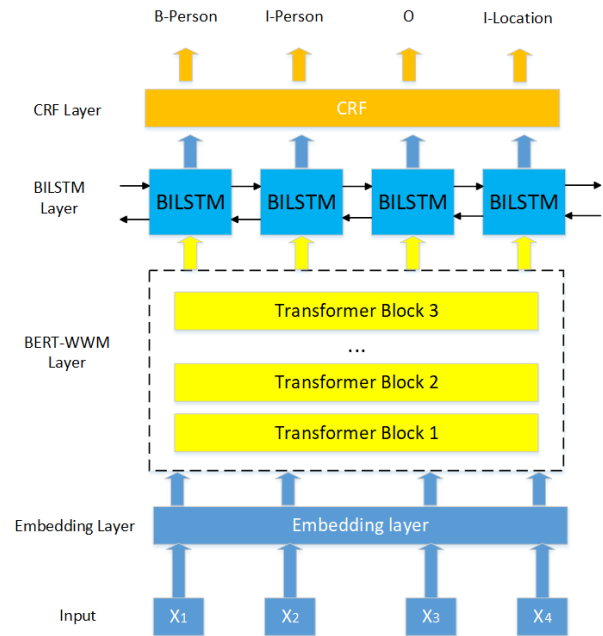 B-Person I-Person O I-Location
CRF Layer
CRF
BILSTM
Layer
BILSTM BILSTM BILSTM BILSTM
Transformer Block 3
...
BERT-WWM
Layer
Transformer Block 2
Transformer Block 1
Embedding Layer
Embedding layer
Input
X1 X2 X3 X4